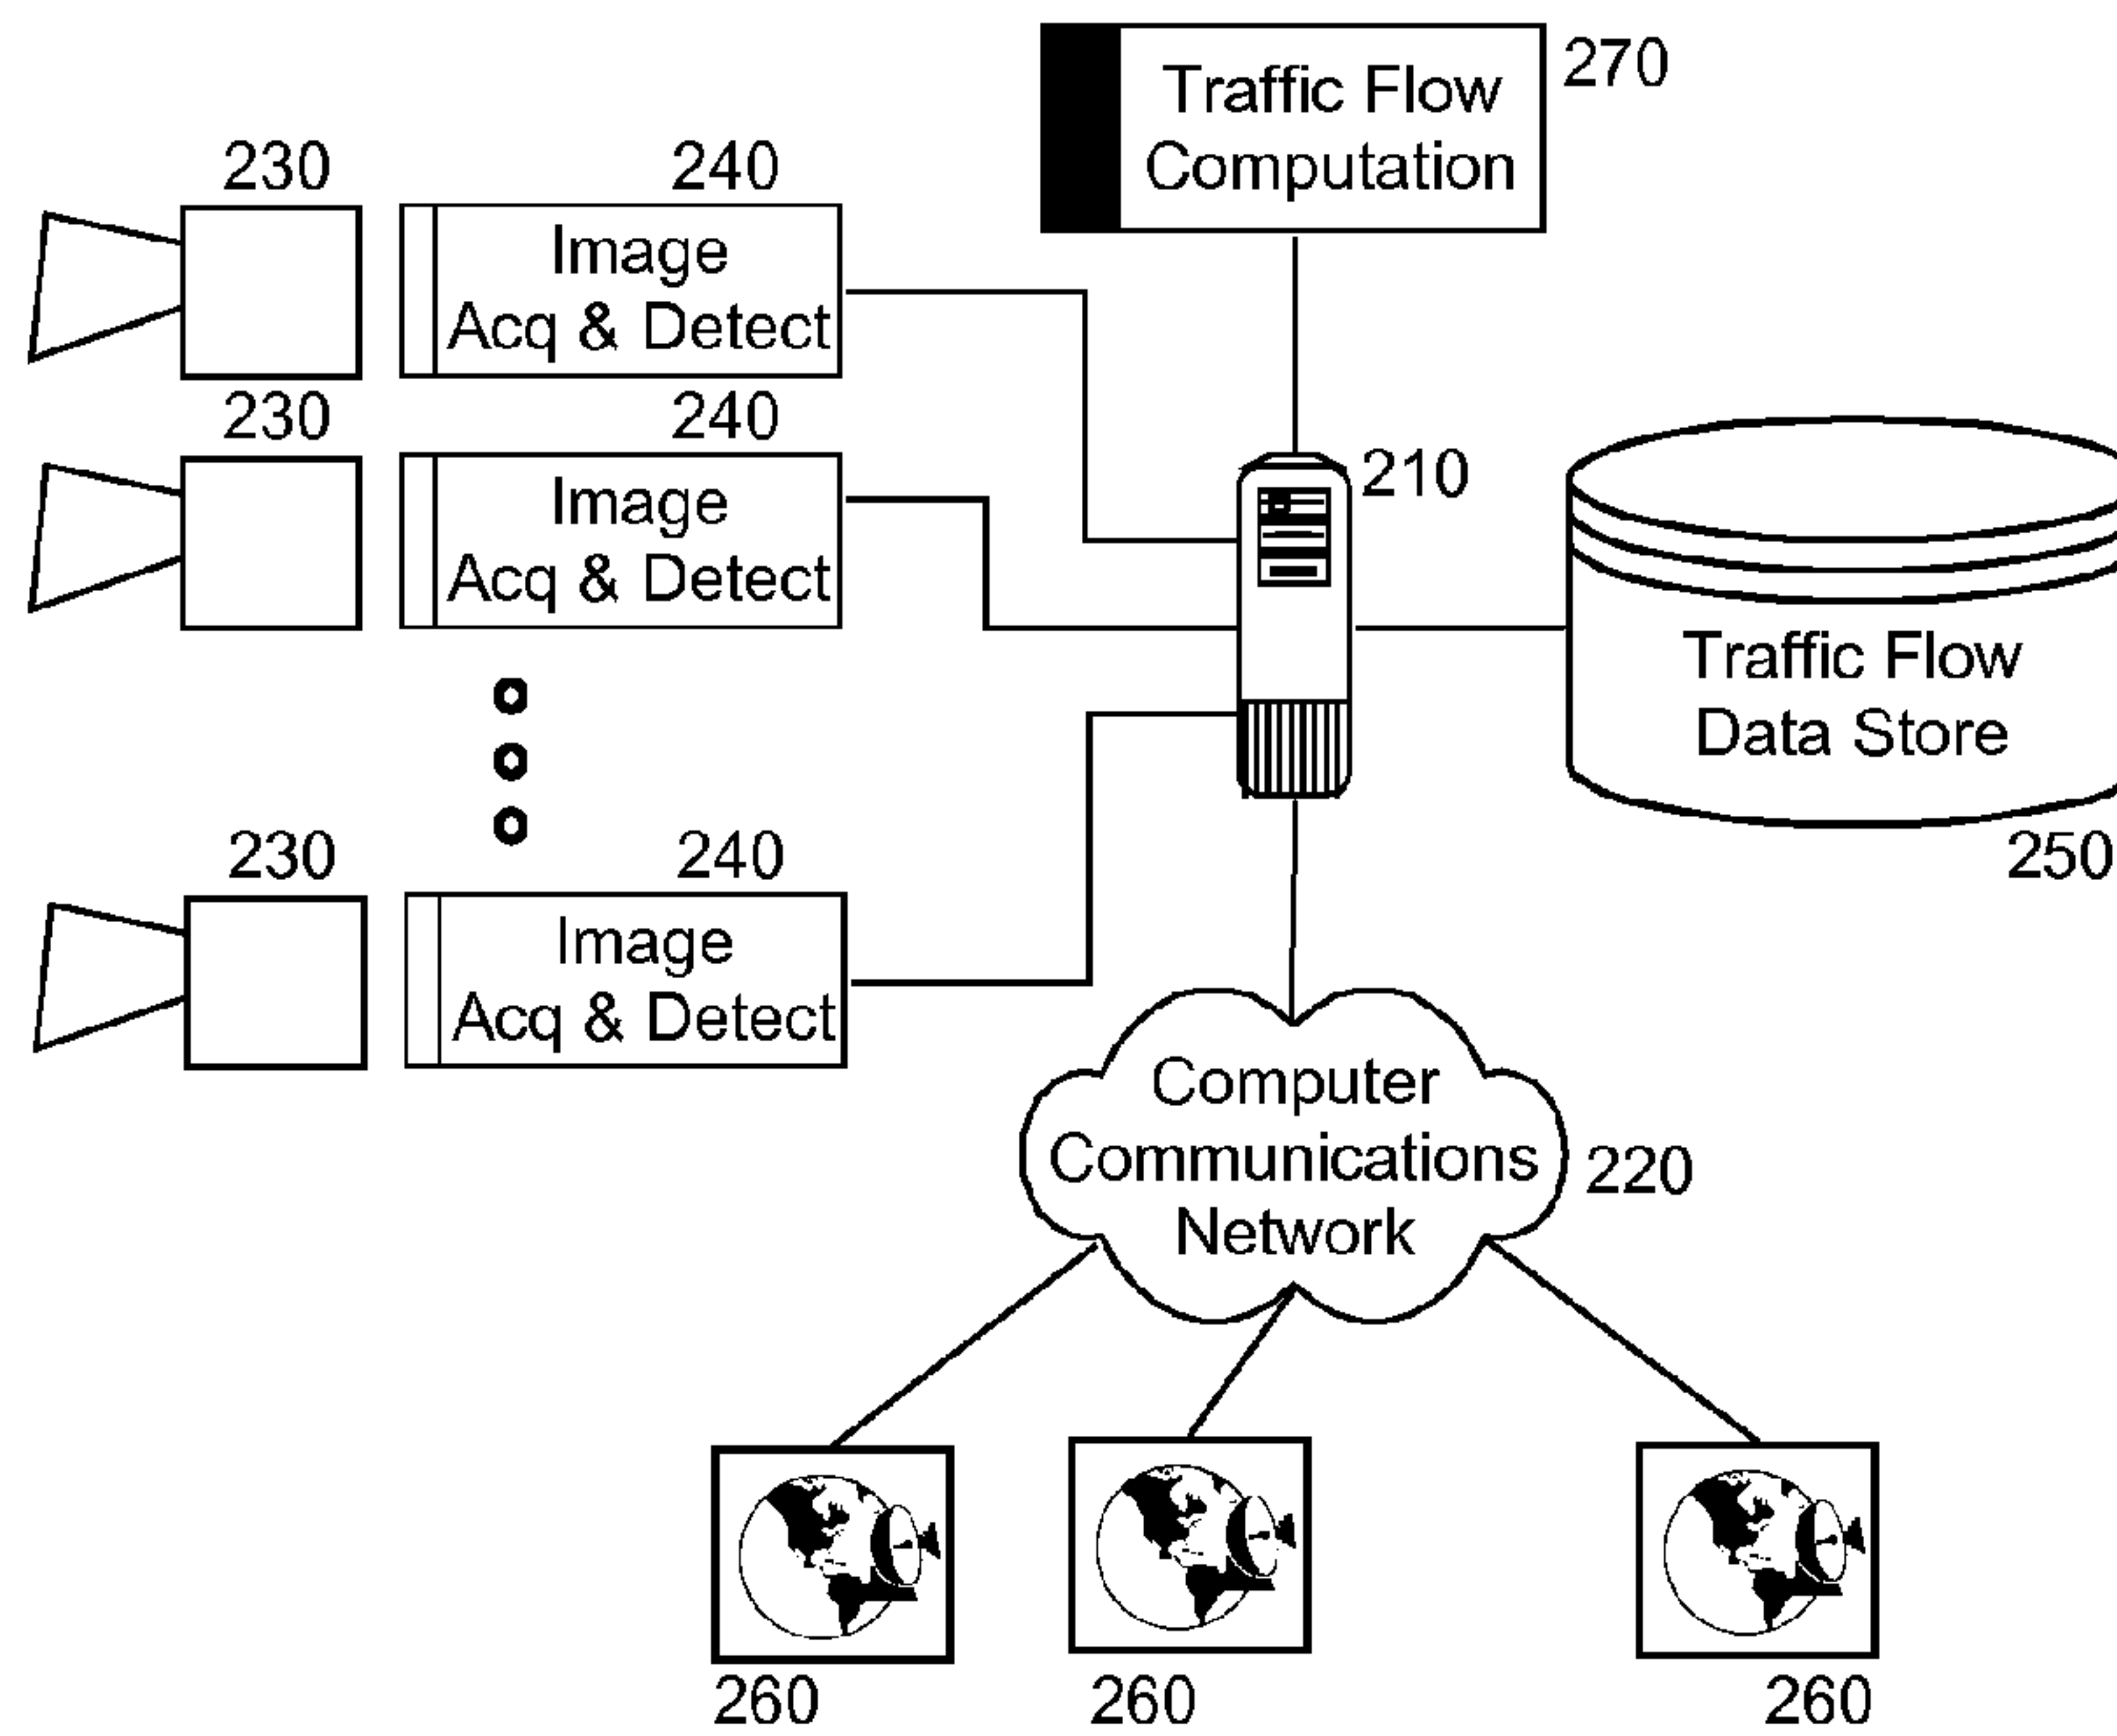 270
Traffic Flow
Computation
230
240
Image
Acq & Detect
230
240
Image
Acq & Detect
210
Traffic Flow
Data Store
250
230
240
Image
Acq & Detect
Computer
Communications
Network
220
260
260
260